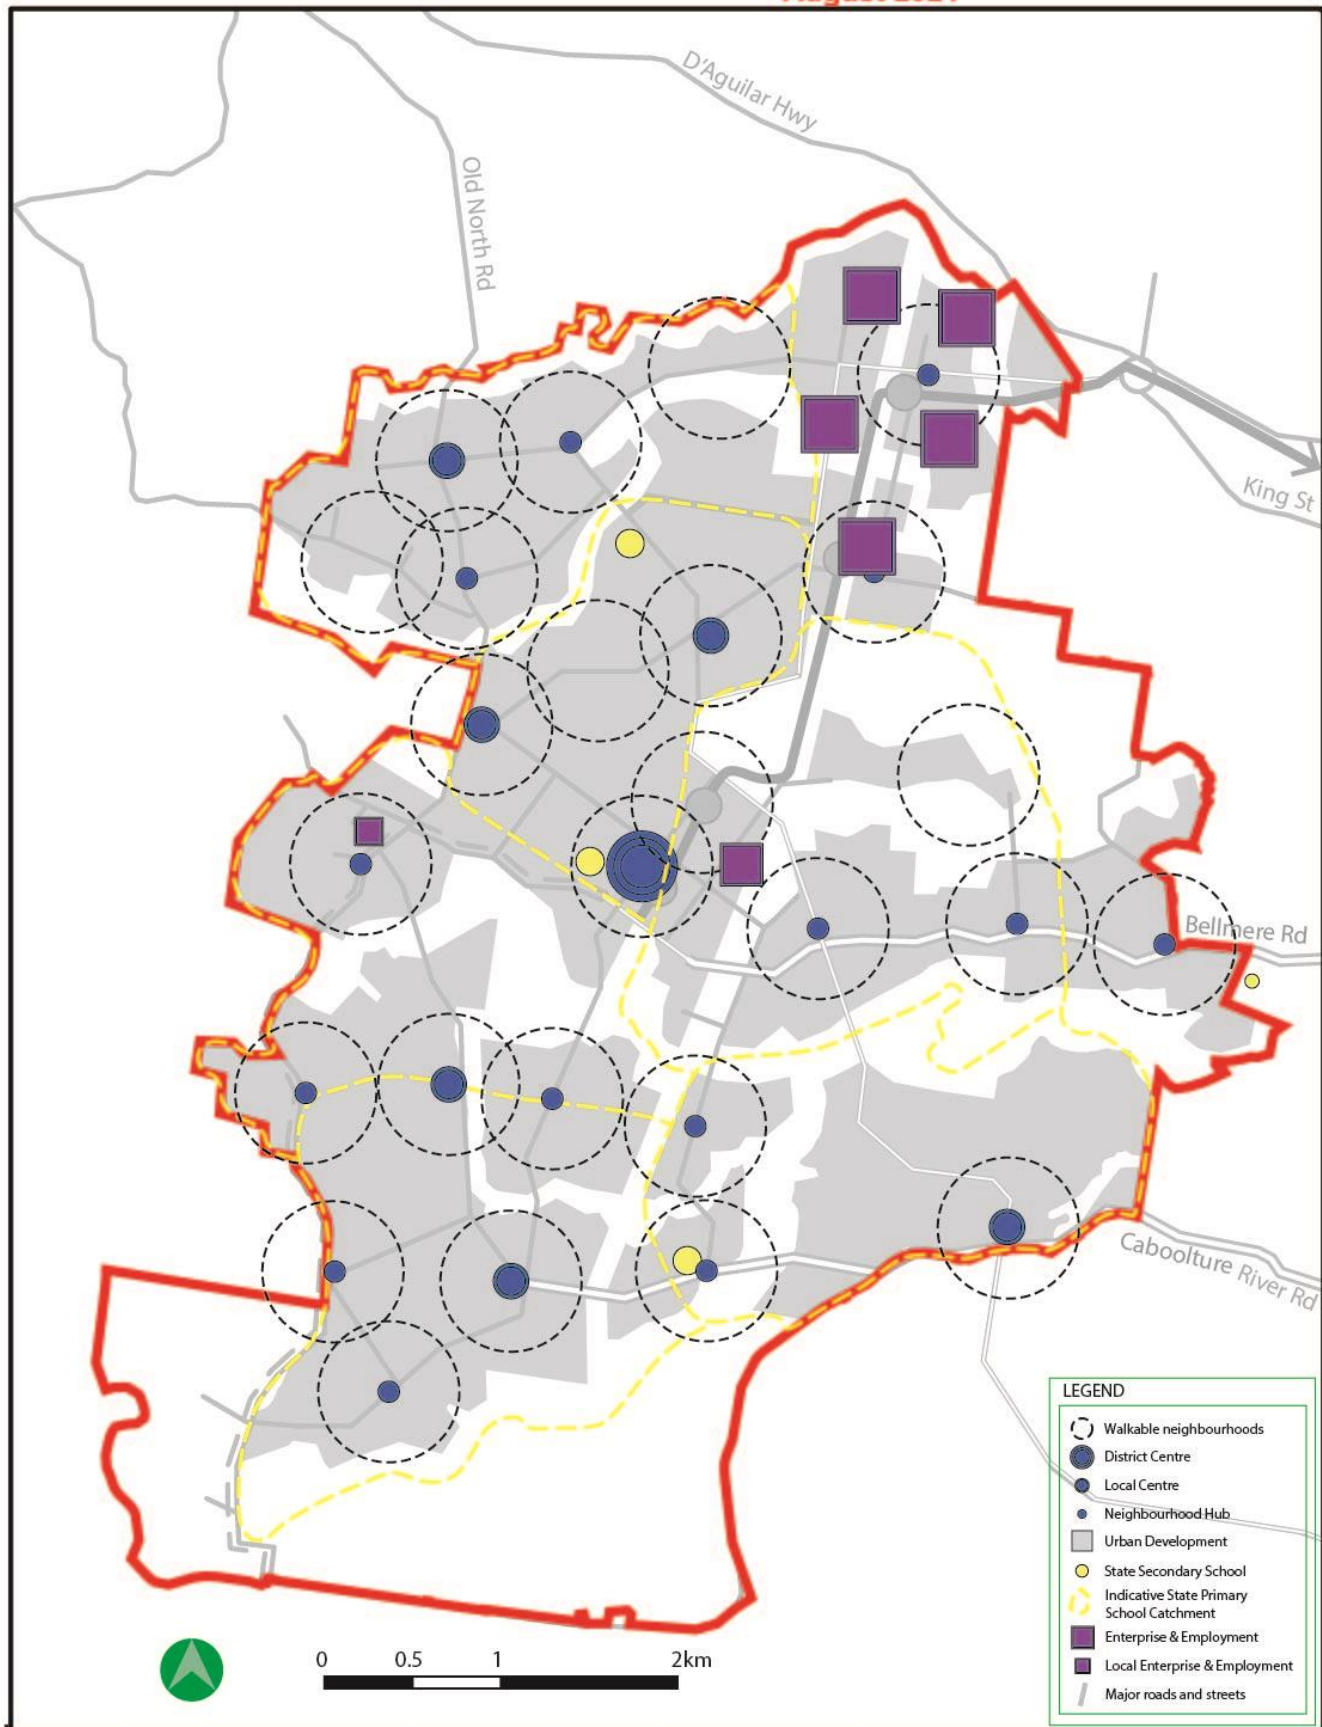 D'Aguilar Hwy
Old North Rd
King St
Bellmere Rd
Caboolture River Rd
LEGEND
Walkable neighbourhoods
District Centre
Local Centre
Neighbourhood Hub
Urban Development
State Secondary School
Indicative State Primary
School Catchment
Enterprise & Employment
Local Enterprise & Employment
Major roads and streets
0 0.5 1 2km